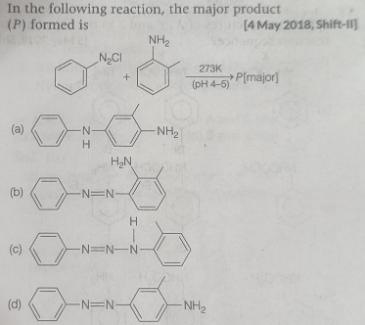 In the following reaction, the major product
(P) formed is [4 May 2018, Shift-II]
N₂Cl
NH₂
+
273K
(pH 4–5)
P[major]
(a)
N
H
NH₂
(b)
H₂N
N=N
(c)
H
N=N–N
(d)
N=N
NH₂